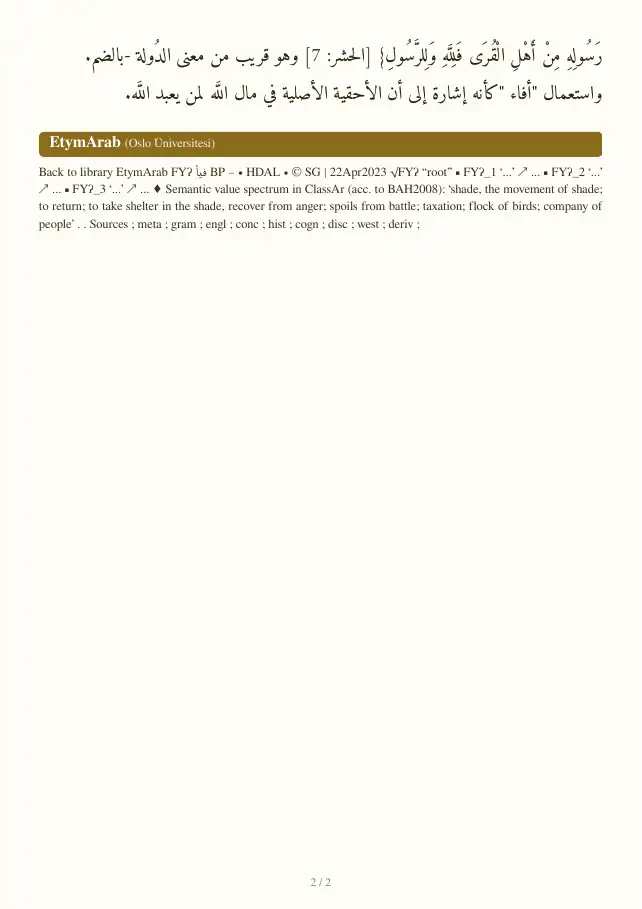 رَسُولِهِ مِنْ أَهْلِ الْقُرَى فَلِلَّهِ وَلِلرَّسُولِ} [الحشر: 7] وهو قريب من معنى الدُولة -بالضم.
واستعمال "أفاء "كأنه إشارة إلى أن الأحقية الأصلية في مال الله لمن يعبد الله.
EtymArab (Oslo Üniversitesi)
Back to library EtymArab FYʔ فيأ BP – • HDAL • © SG | 22Apr2023 √FYʔ “root” ▪ FYʔ_1 ‘...’ ↗ ... ▪ FYʔ_2 ‘...’
↗ ... ▪ FYʔ_3 ‘...’ ↗ ... ♦ Semantic value spectrum in ClassAr (acc. to BAH2008): ‘shade, the movement of shade;
to return; to take shelter in the shade, recover from anger; spoils from battle; taxation; flock of birds; company of
people’ . . Sources ; meta ; gram ; engl ; conc ; hist ; cogn ; disc ; west ; deriv ;
2 / 2